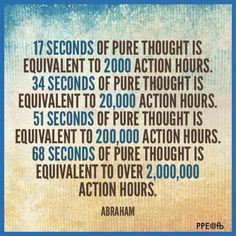 17 SECONDS OF PURE THOUGHT IS
EQUIVALENT TO 2000 ACTION HOURS.
34 SECONDS OF PURE THOUGHT IS
EQUIVALENT TO 20,000 ACTION HOURS.
51 SECONDS OF PURE THOUGHT IS
EQUIVALENT TO 200,000 ACTION HOURS.
68 SECONDS OF PURE THOUGHT IS
EQUIVALENT TO OVER 2,000,000
ACTION HOURS.
ABRAHAM
PPE@fb